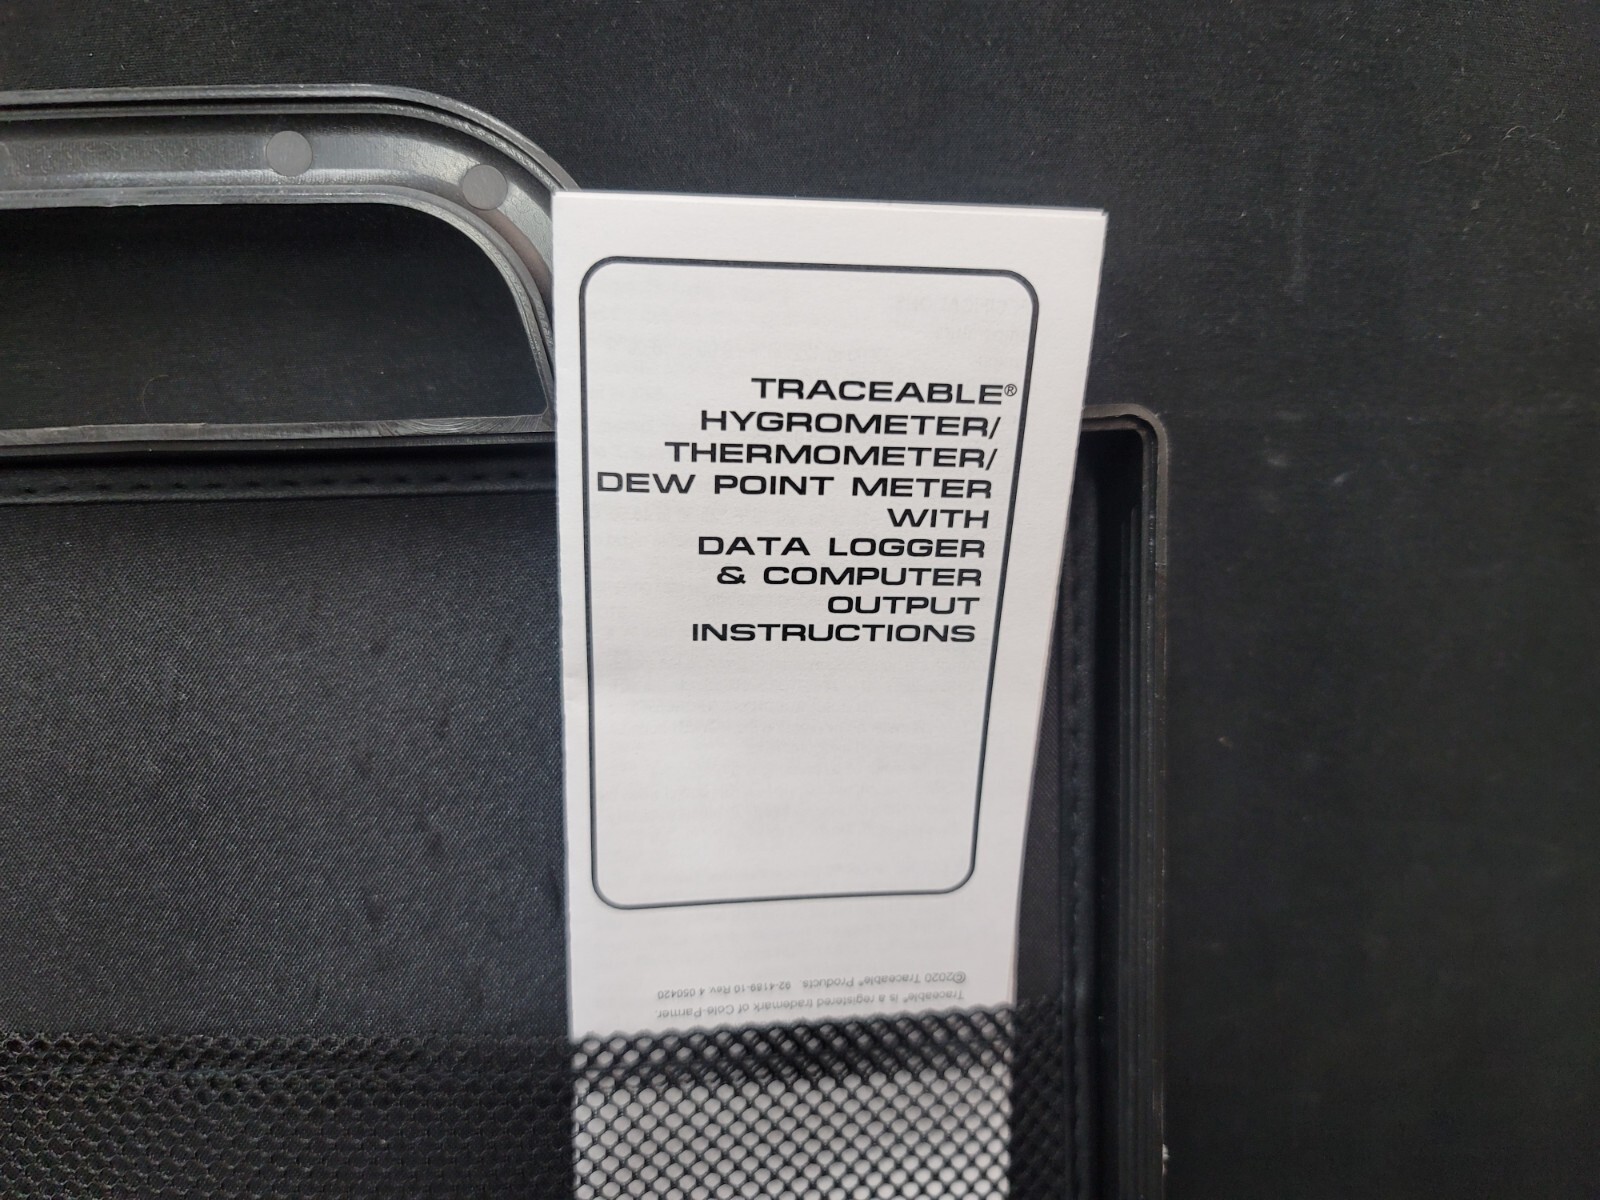 TRACEABLE®
HYGROMETER/
THERMOMETER/
DEW POINT METER
WITH
DATA LOGGER
& COMPUTER
OUTPUT
INSTRUCTIONS
Traceable® is a registered trademark of Cole-Parmer.
©2020 Traceable® Products. 92-4189-10 Rev. 4 050420